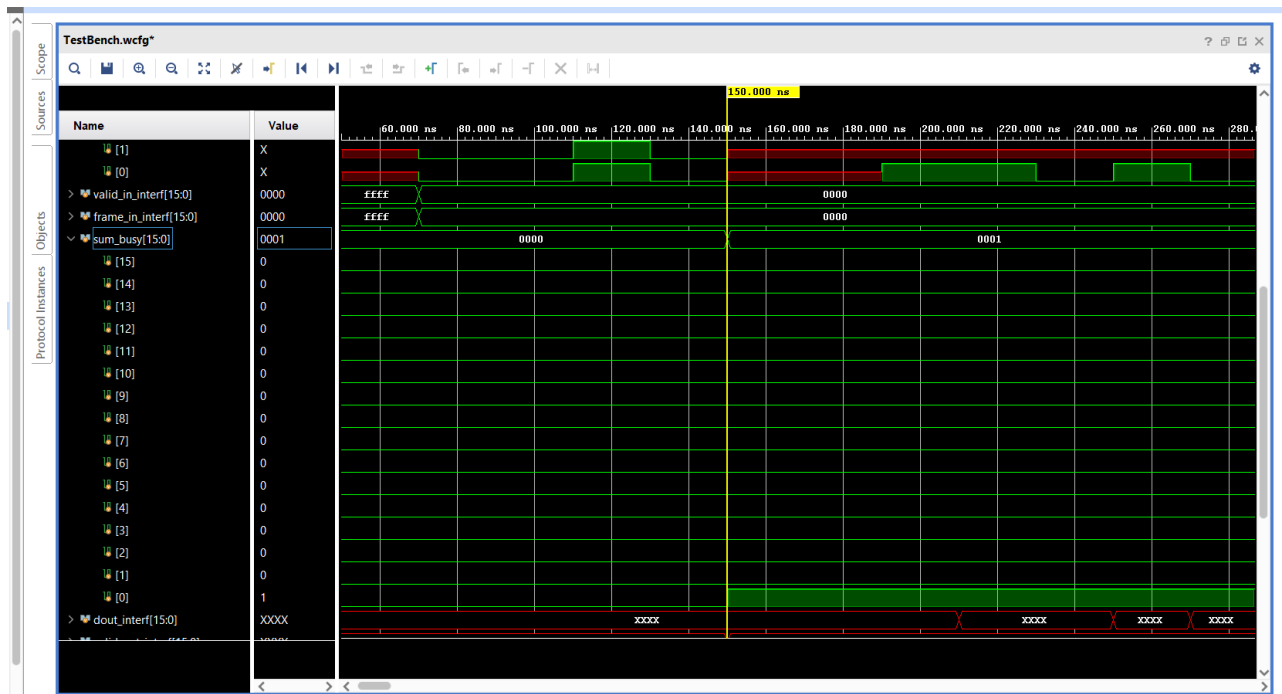 TestBench.wcfg*
Scope
Sources
Objects
Protocol Instances
150.000 ns
Name Value
60.000 ns 80.000 ns 100.000 ns 120.000 ns 140.000 ns 160.000 ns 180.000 ns 200.000 ns 220.000 ns 240.000 ns 260.000 ns 280.
[1] X
[0] X
valid_in_interf[15:0] 0000 ffff 0000
frame_in_interf[15:0] 0000 ffff 0000
sum_busy[15:0] 0001 0000 0001
[15] 0
[14] 0
[13] 0
[12] 0
[11] 0
[10] 0
[9] 0
[8] 0
[7] 0
[6] 0
[5] 0
[4] 0
[3] 0
[2] 0
[1] 0
[0] 1
dout_interf[15:0] XXXX XXXX XXXX XXXX XXXX